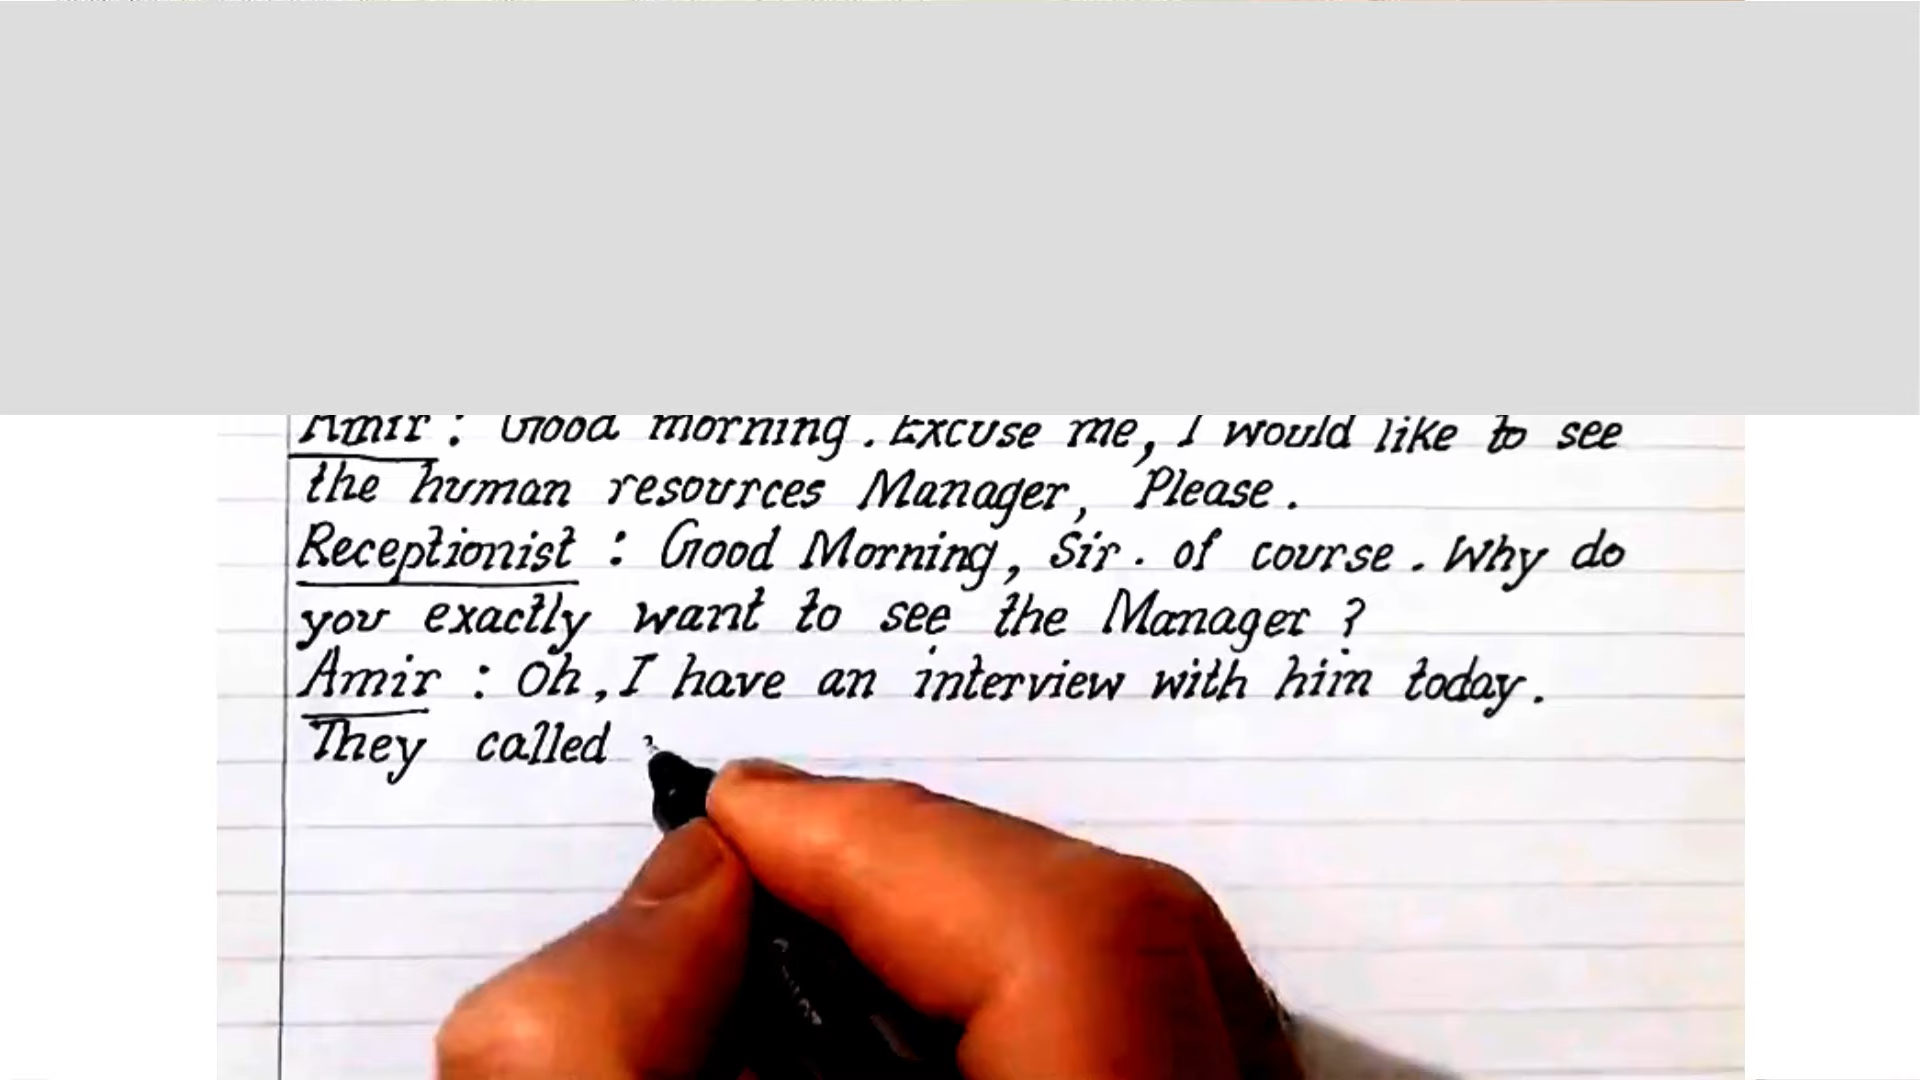 Amir : Good morning. Excuse me, I would like to see
the human resources Manager, Please.
Receptionist : Good Morning, Sir. of course. Why do
you exactly want to see the Manager ?
Amir : Oh, I have an interview with him today.
They called